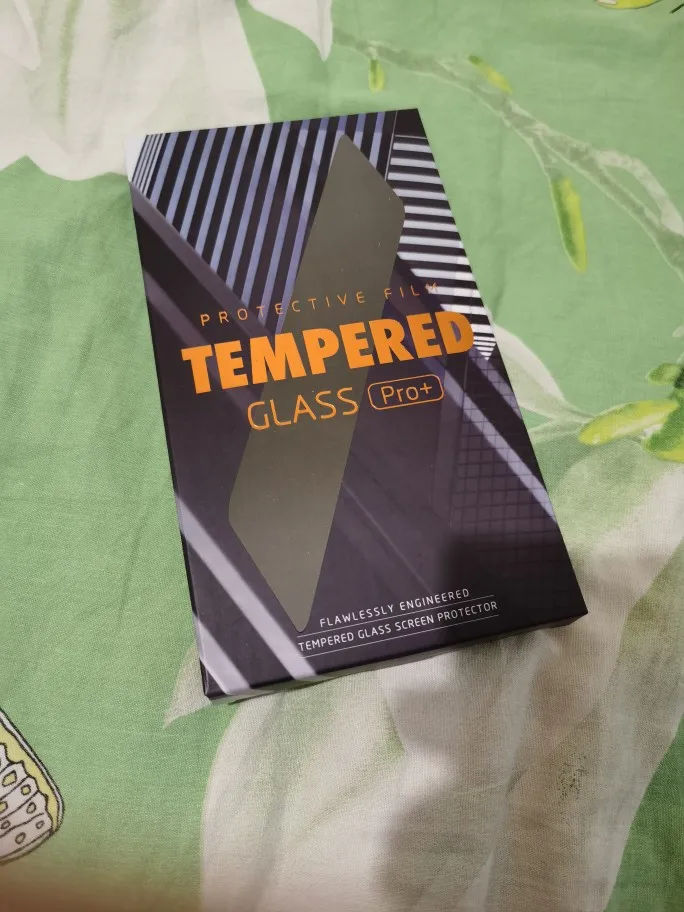 PROTECTIVE FILM
TEMPERED
GLASS Pro+
FLAWLESSLY ENGINEERED
TEMPERED GLASS SCREEN PROTECTOR